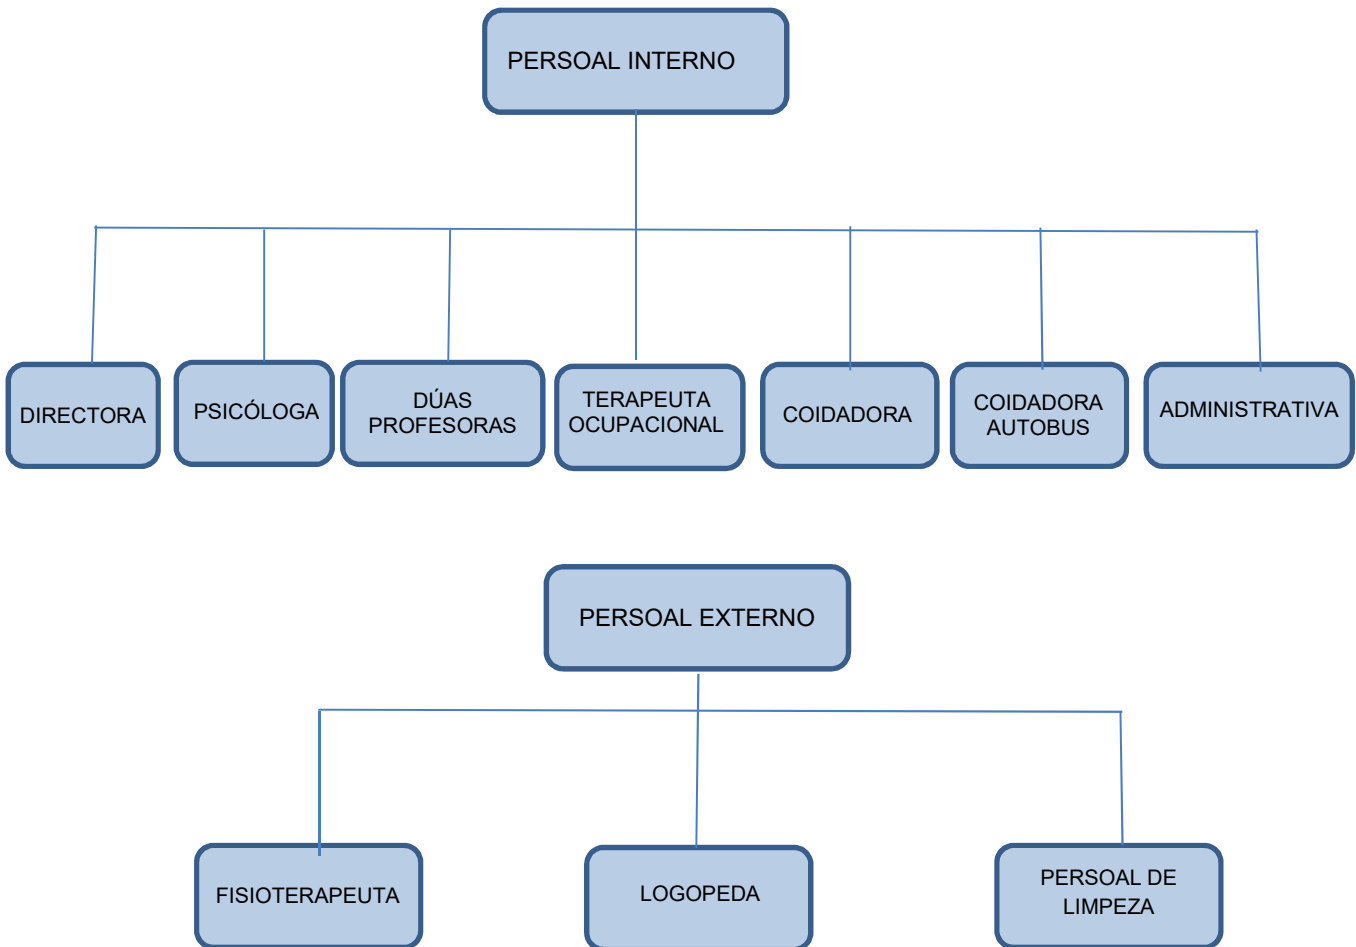 PERSOAL INTERNO
DIRECTORA
PSICÓLOGA
DÚAS
PROFESORAS
TERAPEUTA
OCUPACIONAL
COIDADORA
COIDADORA
AUTOBUS
ADMINISTRATIVA
PERSOAL EXTERNO
FISIOTERAPEUTA
LOGOPEDA
PERSOAL DE
LIMPEZA